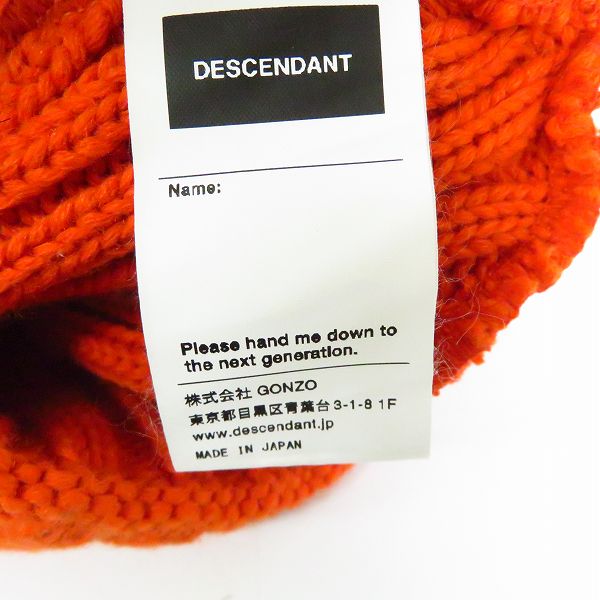 DESCENDANT
Name:
Please hand me down to
the next generation.
株式会社 GONZO
東京都目黒区青葉台3-1-8 1F
www.descendant.jp
MADE IN JAPAN